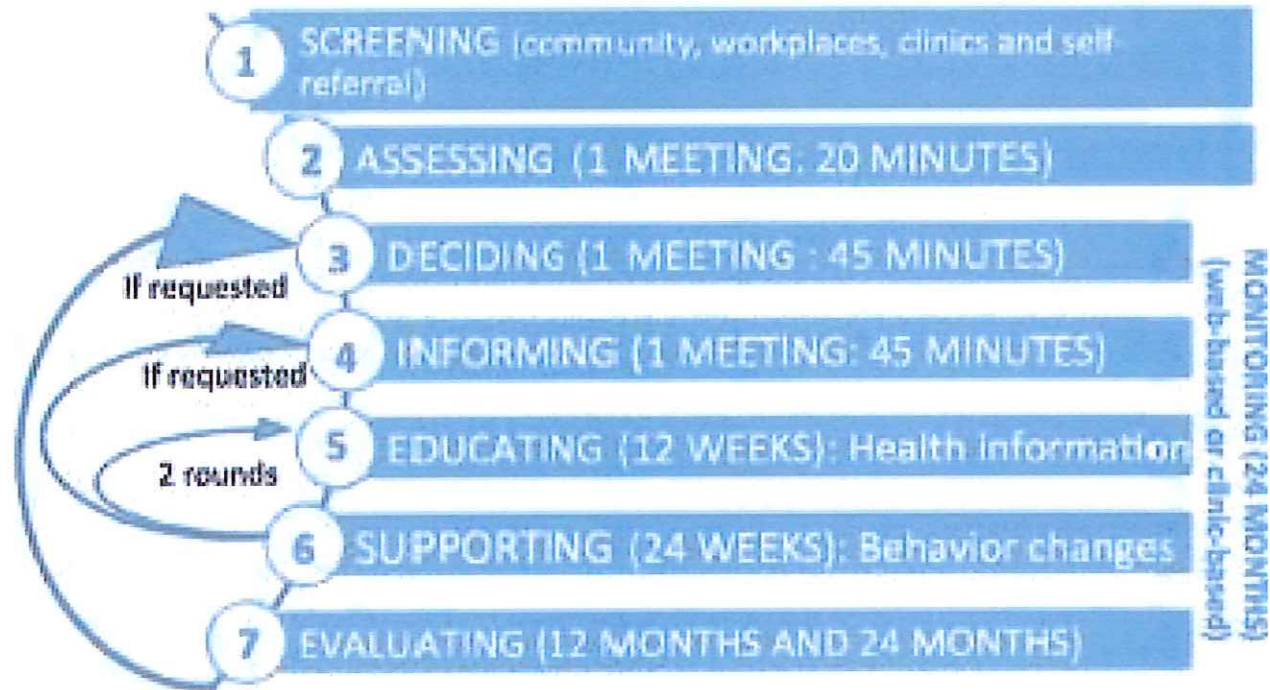 1
SCREENING (community, workplaces, clinics and self-
referral)
2
ASSESSING (1 MEETING: 20 MINUTES)
3
DECIDING (1 MEETING : 45 MINUTES)
If requested
4
INFORMING (1 MEETING: 45 MINUTES)
If requested
5
EDUCATING (12 WEEKS): Health information
2 rounds
6
SUPPORTING (24 WEEKS): Behavior changes
7
EVALUATING (12 MONTHS AND 24 MONTHS)
MONITORING (24 MONTHS)
(web-based or clinic-based)